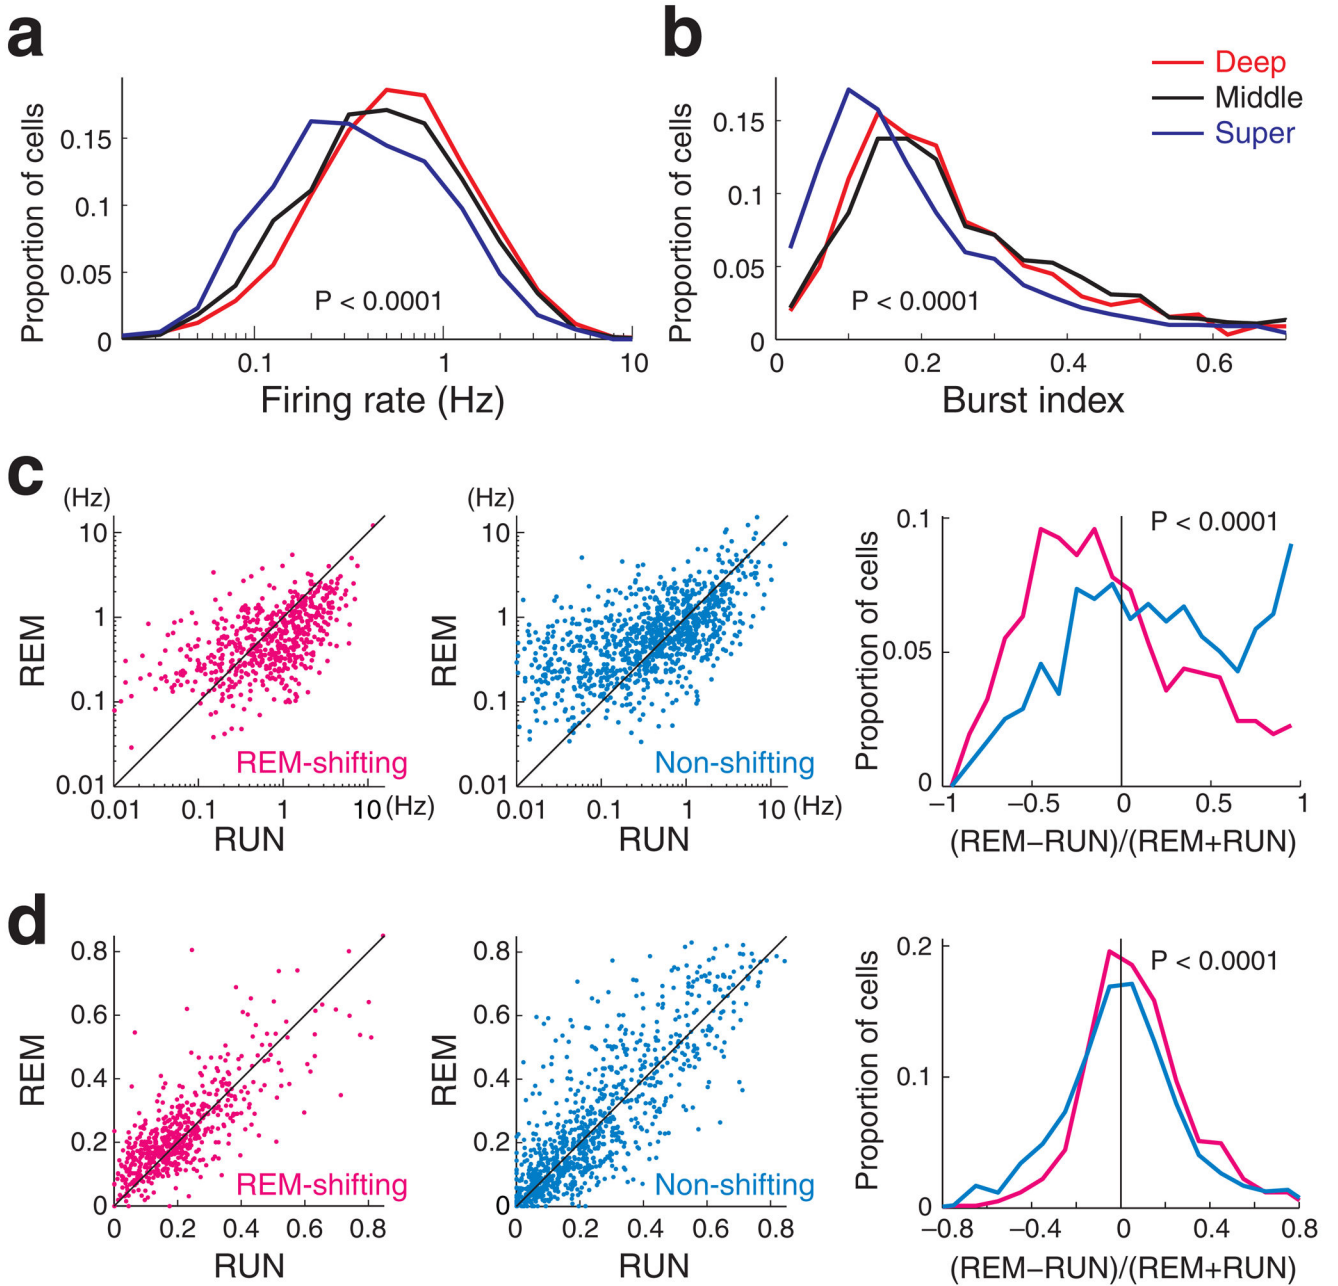 a
Proportion of cells
0.15
0.1
0.05
0
P < 0.0001
0.1
1
10
Firing rate (Hz)
b
Deep
Middle
Super
Proportion of cells
0.15
0.1
0.05
0
P < 0.0001
0
0.2
0.4
0.6
Burst index
c
(Hz)
REM
10
1
0.1
0.01
REM-shifting
0.01
0.1
1
10 (Hz)
RUN
(Hz)
REM
10
1
0.1
0.01
Non-shifting
0.01
0.1
1
10 (Hz)
RUN
Proportion of cells
0.1
0.05
0
P < 0.0001
−1
−0.5
0
0.5
1
(REM−RUN)/(REM+RUN)
d
REM
0.8
0.6
0.4
0.2
0
REM-shifting
0
0.2
0.4
0.6
0.8
RUN
REM
0.8
0.6
0.4
0.2
0
Non-shifting
0
0.2
0.4
0.6
0.8
RUN
Proportion of cells
0.2
0.1
0
P < 0.0001
−0.8
−0.4
0
0.4
0.8
(REM−RUN)/(REM+RUN)